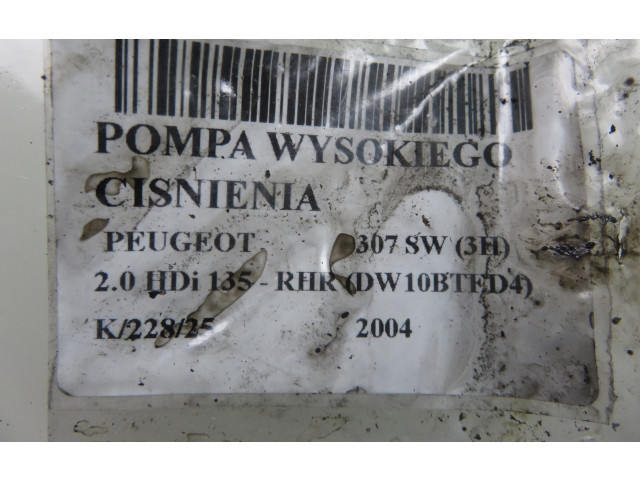 POMPA WYSOKIEGO
CISNIENIA
PEUGEOT 307 SW (3H)
2.0 HDi 135 - RHR (DW10BTED4)
K/228/25 2004